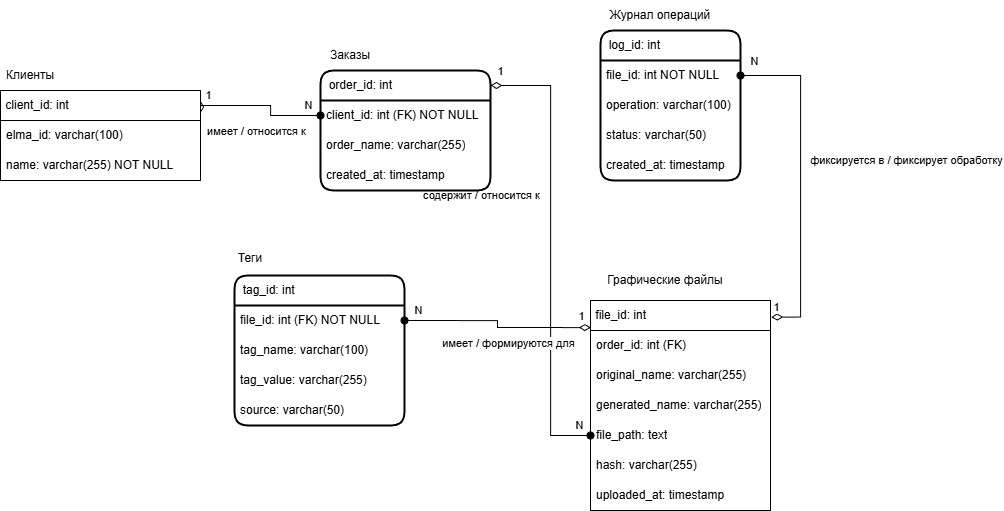 Журнал операций
log_id: int
file_id: int NOT NULL
operation: varchar(100)
status: varchar(50)
created_at: timestamp
N
фиксируется в / фиксирует обработку
Заказы
order_id: int
client_id: int (FK) NOT NULL
order_name: varchar(255)
created_at: timestamp
1
N
содержит / относится к
Клиенты
client_id: int
elma_id: varchar(100)
name: varchar(255) NOT NULL
1
имеет / относится к
Теги
tag_id: int
file_id: int (FK) NOT NULL
tag_name: varchar(100)
tag_value: varchar(255)
source: varchar(50)
N
1
имеет / формируются для
Графические файлы
file_id: int
order_id: int (FK)
original_name: varchar(255)
generated_name: varchar(255)
file_path: text
hash: varchar(255)
uploaded_at: timestamp
1
N